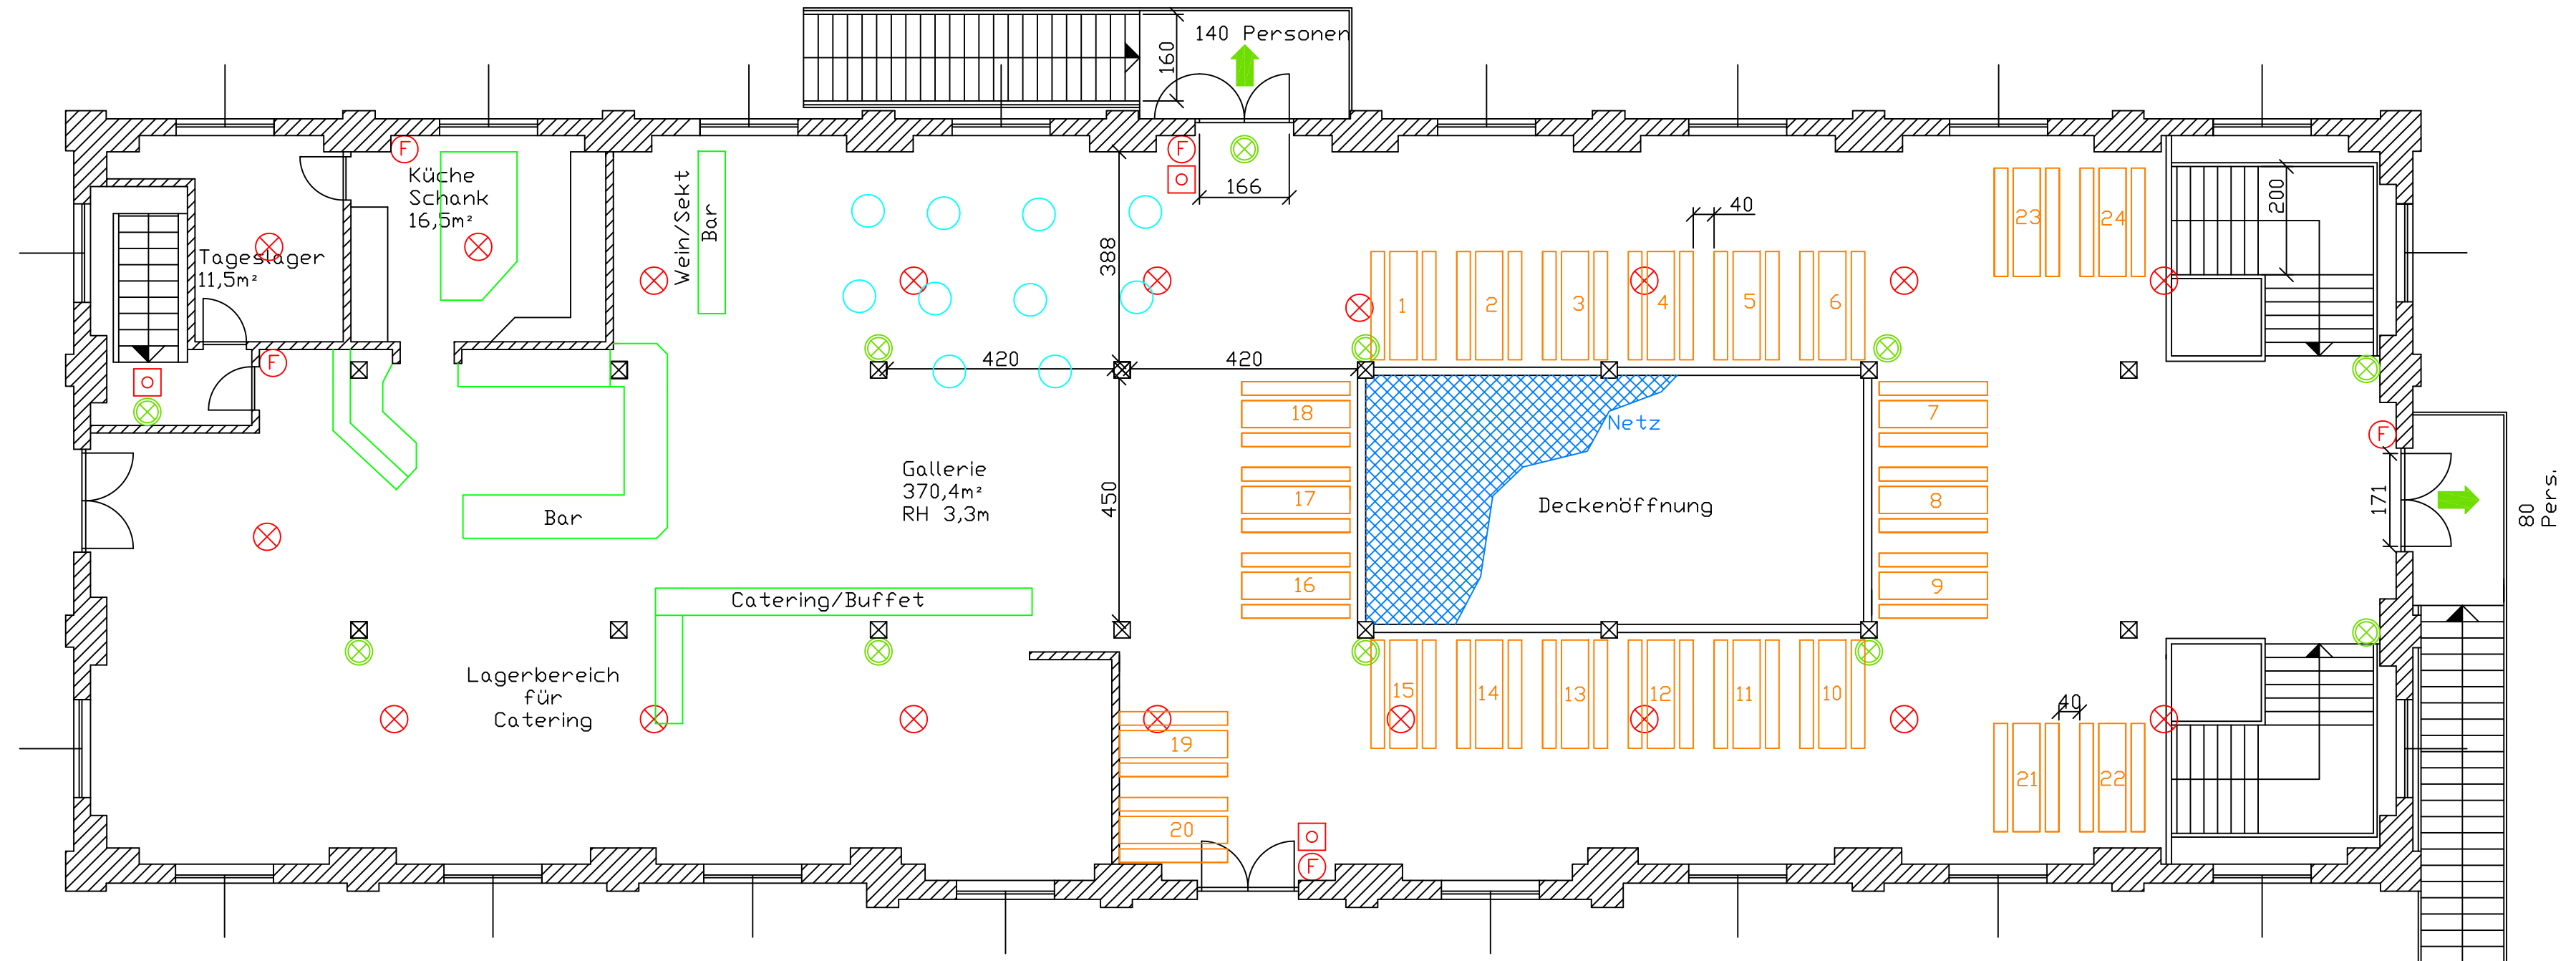 140 Personen
160
F
F
Küche
Schank
16,5m²
Wein/Sekt
Bar
166
40
200
23
24
Tageslager
11,5m²
388
1
2
3
4
5
6
F
420
420
18
Netz
7
F
Gallerie
370,4m²
RH 3,3m
450
17
Deckenöffnung
8
171
80
Pers.
Bar
16
9
Catering/Buffet
Lagerbereich
für
Catering
15
14
13
12
11
10
40
19
21
22
20
F